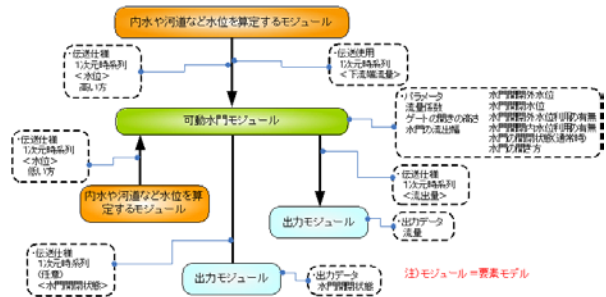 内水や河道など水位を算定するモジュール
・伝送仕様
1次元時系列
<水位>
高い方
・伝送使用
1次元時系列
<下流端流量>
可動水門モジュール
・パラメータ
流量係数
ゲートの開きの高さ
水門の流出幅
水門開閉外水位
水門開閉水位
水門開閉外水位利用の有無
水門開閉内水位利用の有無
水門の開閉状態(通常時)
水門の開き方
・伝送仕様
1次元時系列
<水位>
低い方
内水や河道など水位を算
定するモジュール
・伝送仕様
1次元時系列
<流出量>
出力モジュール
・出力データ
流量
・伝送仕様
1次元時系列
(任意)
<水門開閉状態>
出力モジュール
・出力データ
水門開閉状態
注)モジュール=要素モデル